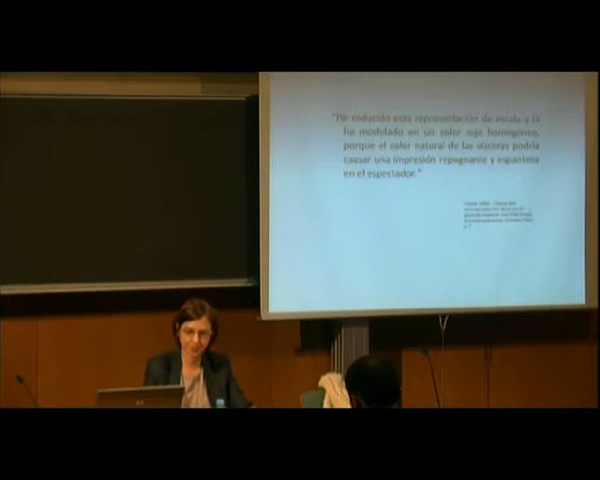 "He reducido esta representación de escala y la
he modelado en un color rojo homogéneo,
porque el color natural de las vísceras podría
causar una impresión repugnante y espantosa
en el espectador."